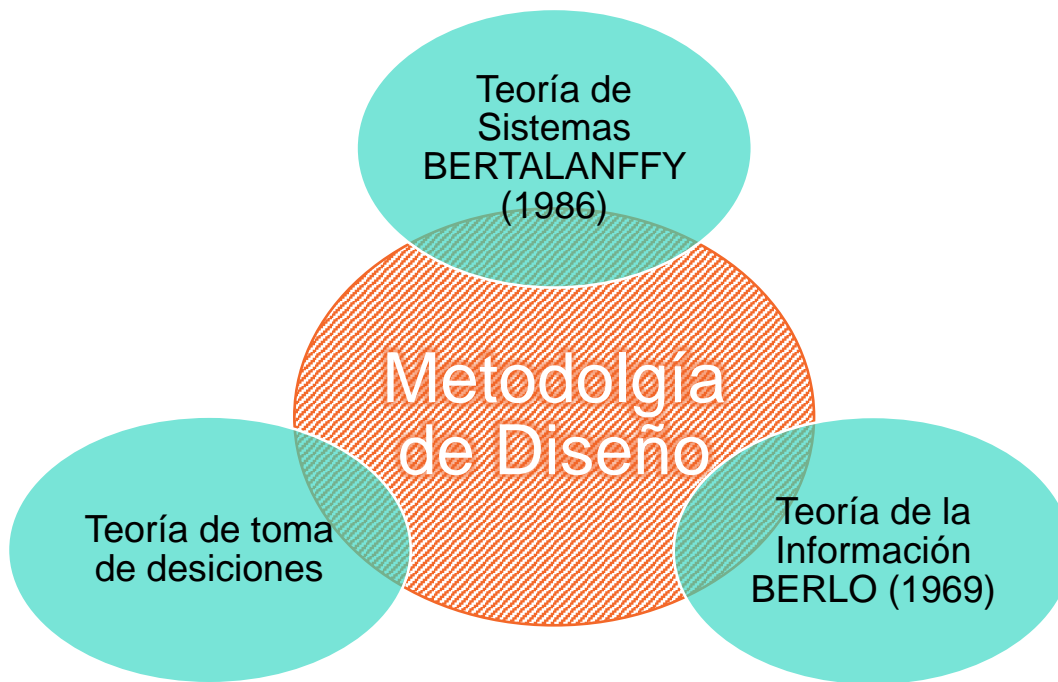 Teoría de
Sistemas
BERTALANFFY
(1986)
Metodolgía
de Diseño
Teoría de toma
de desiciones
Teoría de la
Información
BERLO (1969)